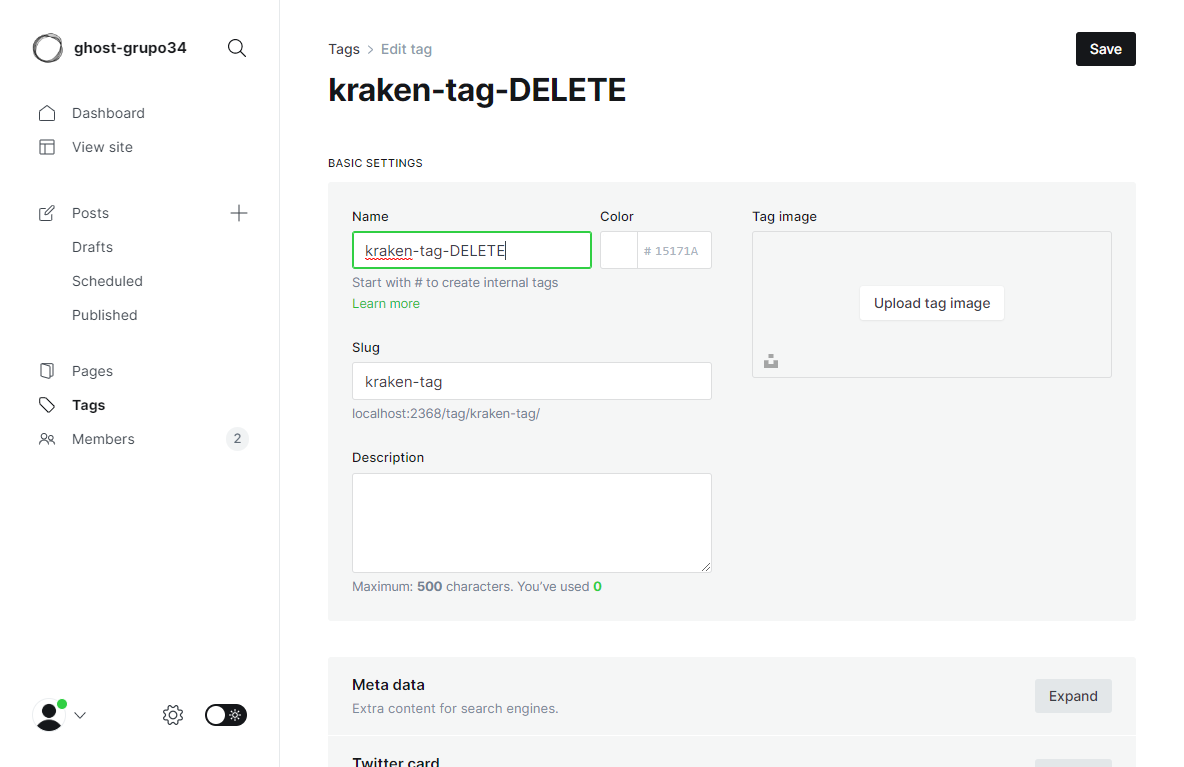 ghost-grupo34
Dashboard
View site
Posts
Drafts
Scheduled
Published
Pages
Tags
Members
2
Tags
Edit tag
Save
kraken-tag-DELETE
BASIC SETTINGS
Name
Color
Tag image
kraken-tag-DELETE
# 15171A
Start with # to create internal tags
Learn more
Upload tag image
Slug
kraken-tag
localhost:2368/tag/kraken-tag/
Description
Maximum: 500 characters. You’ve used 0
Meta data
Extra content for search engines.
Expand
Twitter card